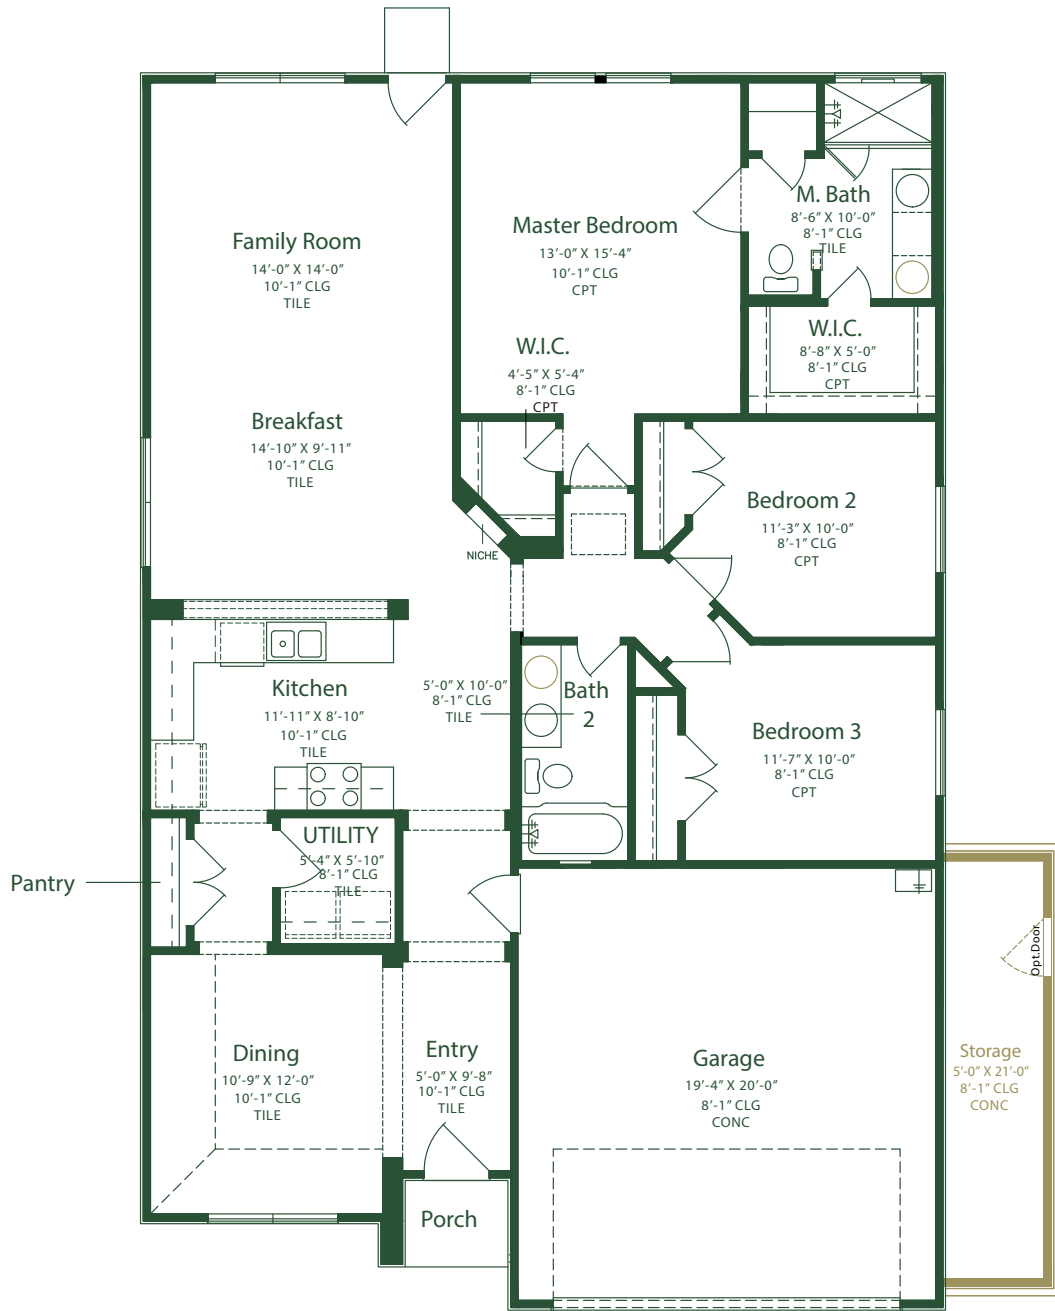 Family Room
14'-0" X 14'-0"
10'-1" CLG
TILE
Master Bedroom
13'-0" X 15'-4"
10'-1" CLG
CPT
M. Bath
8'-6" X 10'-0"
8'-1" CLG
TILE
W.I.C.
4'-5" X 5'-4"
8'-1" CLG
CPT
W.I.C.
8'-8" X 5'-0"
8'-1" CLG
CPT
Breakfast
14'-10" X 9'-11"
10'-1" CLG
TILE
NICHE
Bedroom 2
11'-3" X 10'-0"
8'-1" CLG
CPT
Kitchen
11'-11" X 8'-10"
10'-1" CLG
TILE
5'-0" X 10'-0"
8'-1" CLG
TILE
Bath
2
Bedroom 3
11'-7" X 10'-0"
8'-1" CLG
CPT
UTILITY
5'-4" X 5'-10"
8'-1" CLG
TILE
Pantry
Opt.Door
Dining
10'-9" X 12'-0"
10'-1" CLG
TILE
Entry
5'-0" X 9'-8"
10'-1" CLG
TILE
Garage
19'-4" X 20'-0"
8'-1" CLG
CONC
Storage
5'-0" X 21'-0"
8'-1" CLG
CONC
Porch